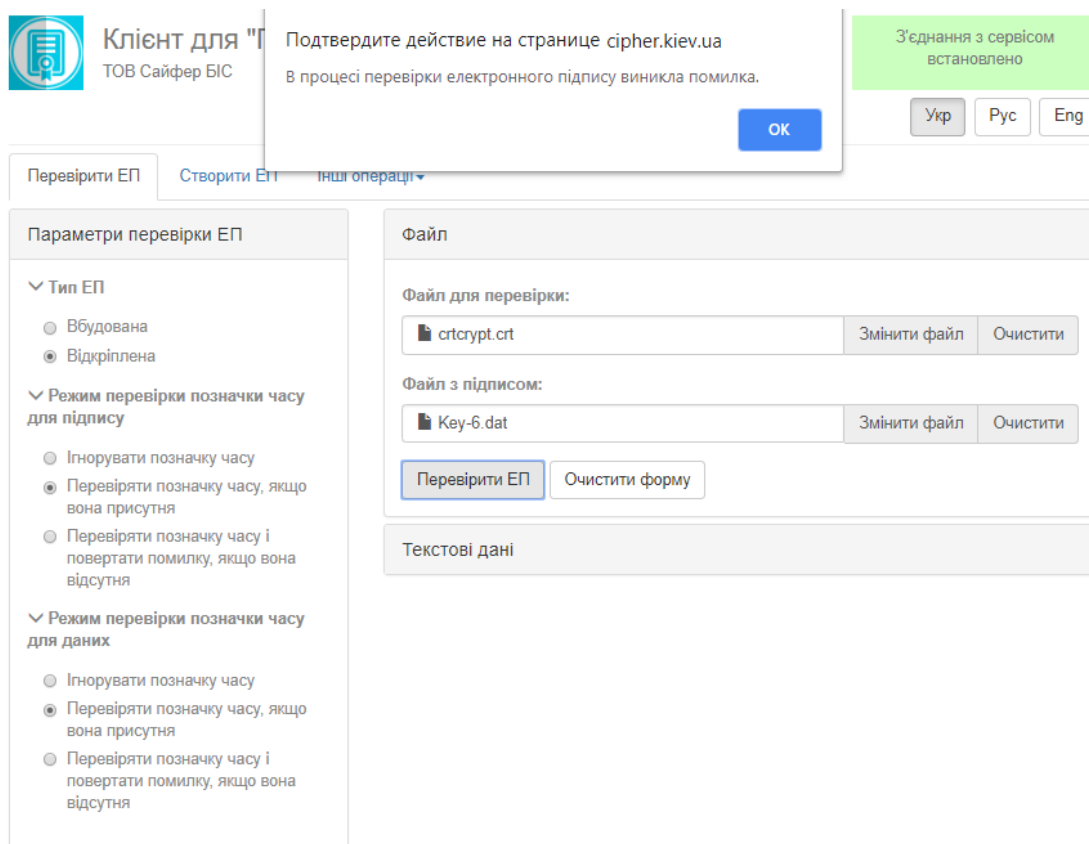 Клієнт для "П
ТОВ Сайфер БІС
Подтвердите действие на странице cipher.kiev.ua
В процесі перевірки електронного підпису виникла помилка.
ОК
З'єднання з сервісом
встановлено
Укр
Рус
Eng
Перевірити ЕП
Створити ЕП
Інші операції
Параметри перевірки ЕП
Тип ЕП
Вбудована
Відкріплена
Режим перевірки позначки часу
для підпису
Ігнорувати позначку часу
Перевіряти позначку часу, якщо
вона присутня
Перевіряти позначку часу і
повертати помилку, якщо вона
відсутня
Режим перевірки позначки часу
для даних
Ігнорувати позначку часу
Перевіряти позначку часу, якщо
вона присутня
Перевіряти позначку часу і
повертати помилку, якщо вона
відсутня
Файл
Файл для перевірки:
crtcrypt.crt
Змінити файл
Очистити
Файл з підписом:
Key-6.dat
Змінити файл
Очистити
Перевірити ЕП
Очистити форму
Текстові дані